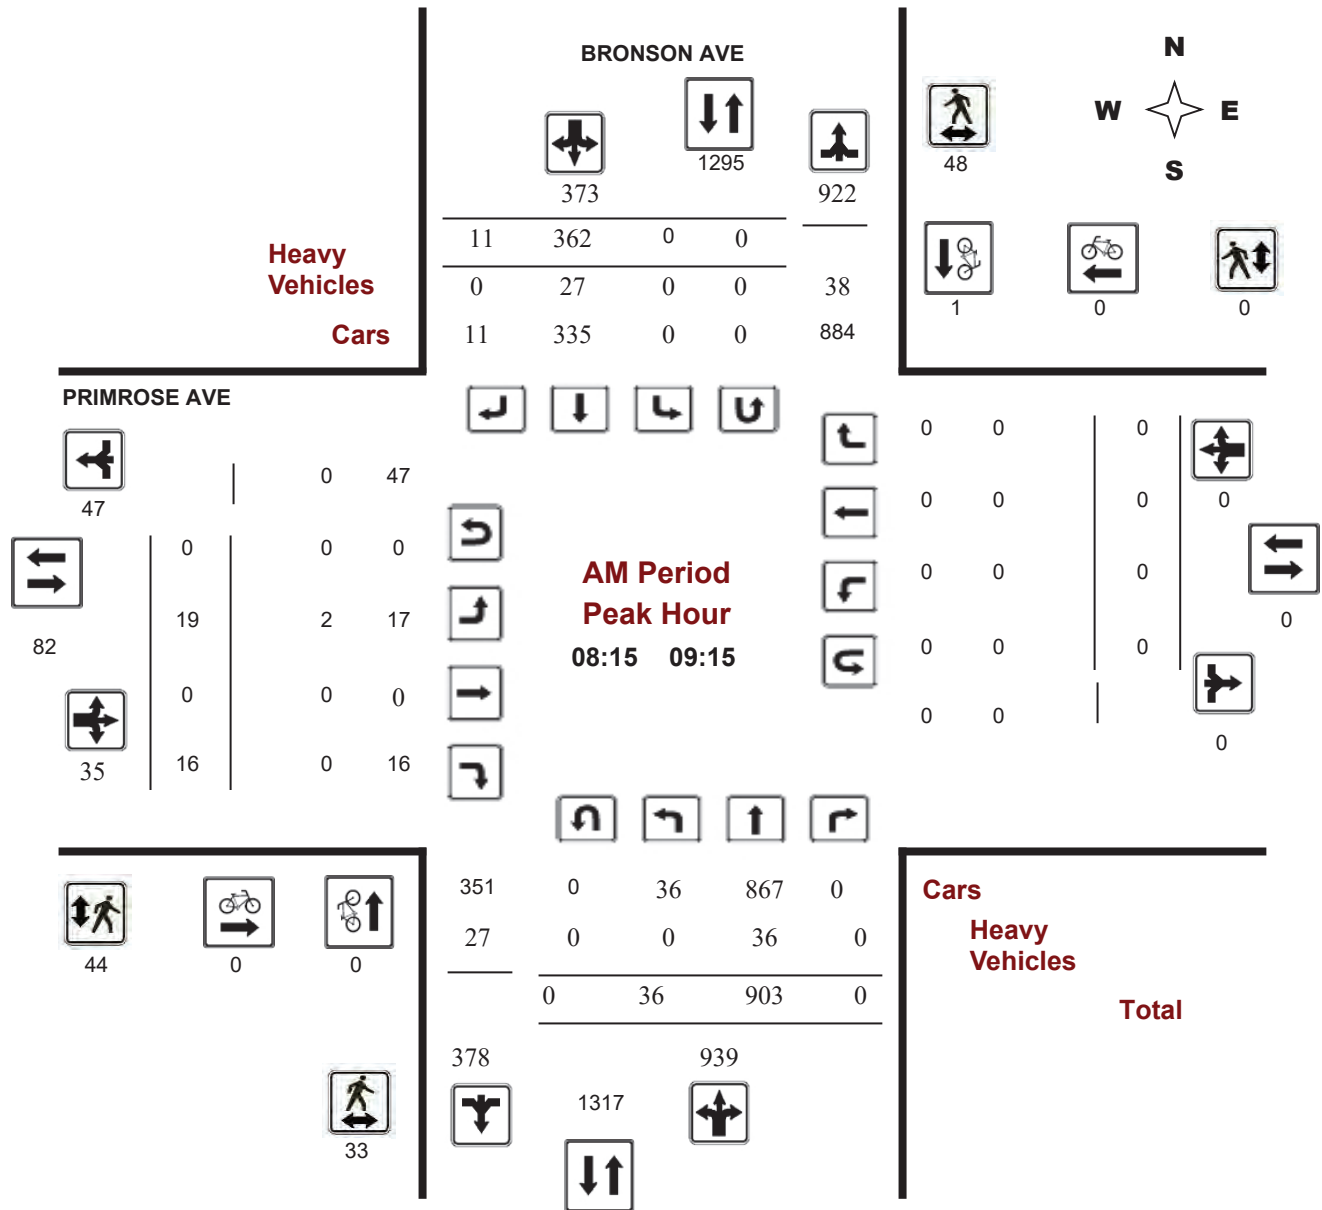 BRONSON AVE
N
W E
S
1295
48
373
922
11 362 0 0
Heavy
Vehicles
0 27 0 0 38
1 0 0
Cars
11 335 0 0 884
PRIMROSE AVE
0 0 0
0 47
47
0 0 0
0
0 0 0
AM Period
0 0 0
19 2 17
Peak Hour
0
82
08:15 09:15
0 0 0
0 0 0
0 0
0
35
16 0 16
351 0 36 867 0
Cars
27 0 0 36 0
Heavy
Vehicles
44 0 0
0 36 903 0
Total
378 939
1317
33